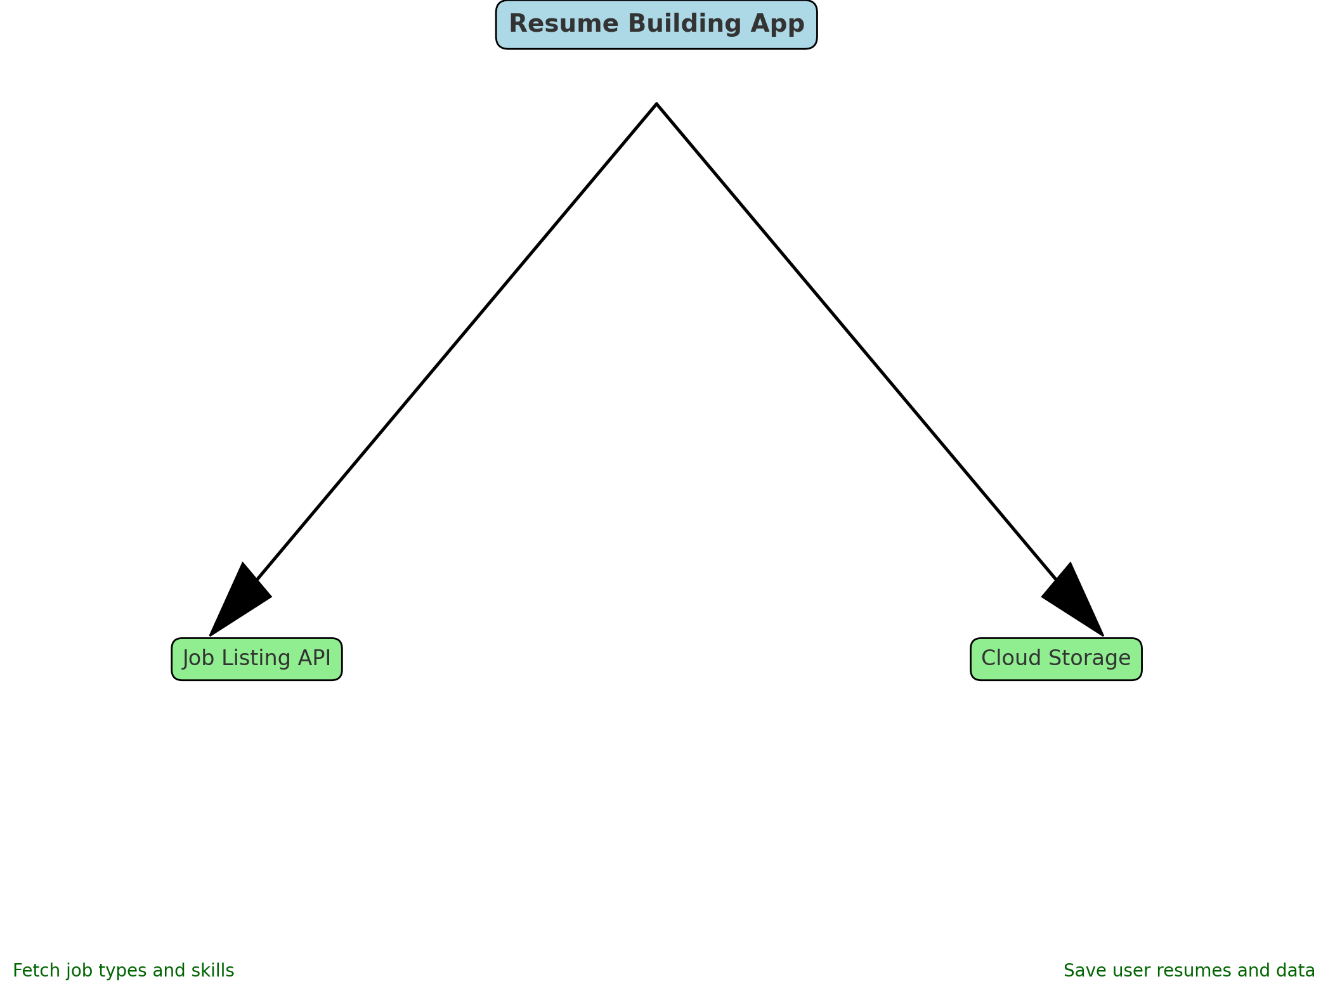 Resume Building App
Job Listing API
Cloud Storage
Fetch job types and skills
Save user resumes and data